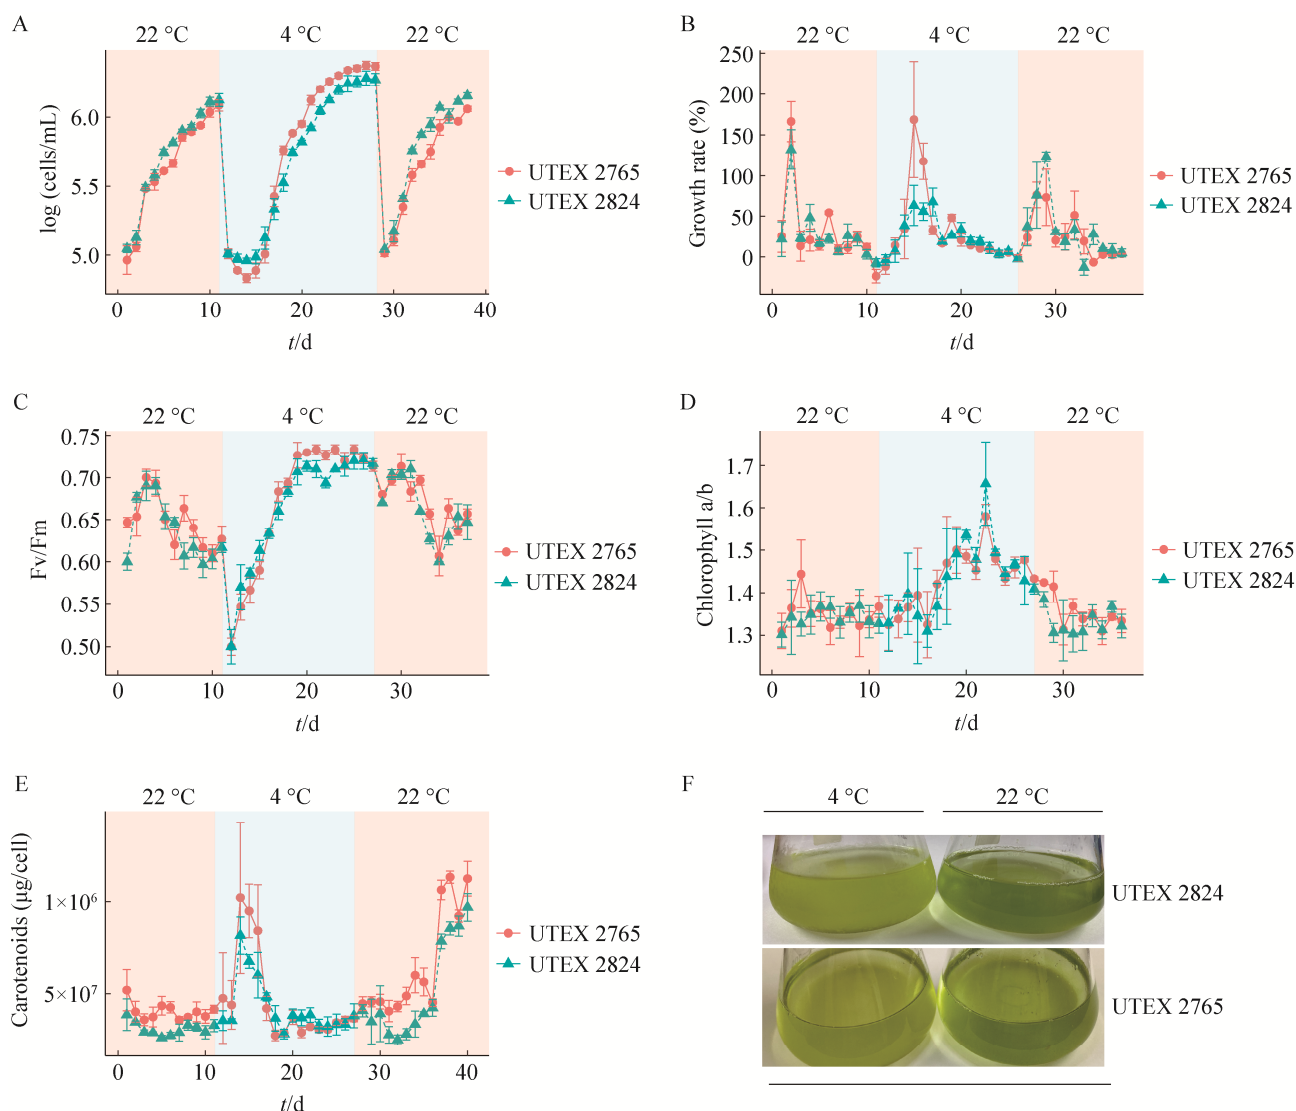 A
22 °C
4 °C
22 °C
log (cells/mL)
6.0
5.5
5.0
0
10
20
30
40
t/d
UTEX 2765
UTEX 2824
B
22 °C
4 °C
22 °C
Growth rate (%)
250
200
150
100
50
0
0
10
20
30
t/d
UTEX 2765
UTEX 2824
C
22 °C
4 °C
22 °C
Fv/Fm
0.75
0.70
0.65
0.60
0.55
0.50
0
10
20
30
t/d
UTEX 2765
UTEX 2824
D
22 °C
4 °C
22 °C
Chlorophyll a/b
1.7
1.6
1.5
1.4
1.3
0
10
20
30
t/d
UTEX 2765
UTEX 2824
E
22 °C
4 °C
22 °C
Carotenoids (μg/cell)
1×10⁶
5×10⁷
0
10
20
30
40
t/d
UTEX 2765
UTEX 2824
F
4 °C
22 °C
UTEX 2824
UTEX 2765